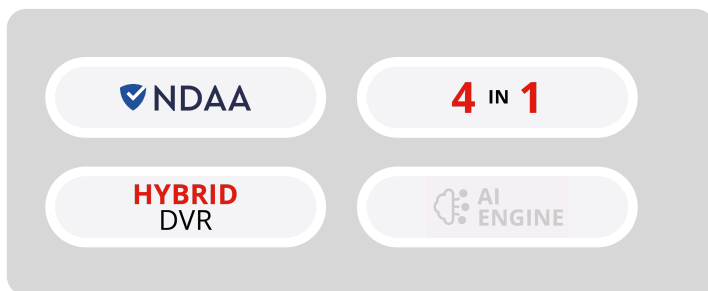 NDAA
4 IN 1
HYBRID
DVR
AI
ENGINE